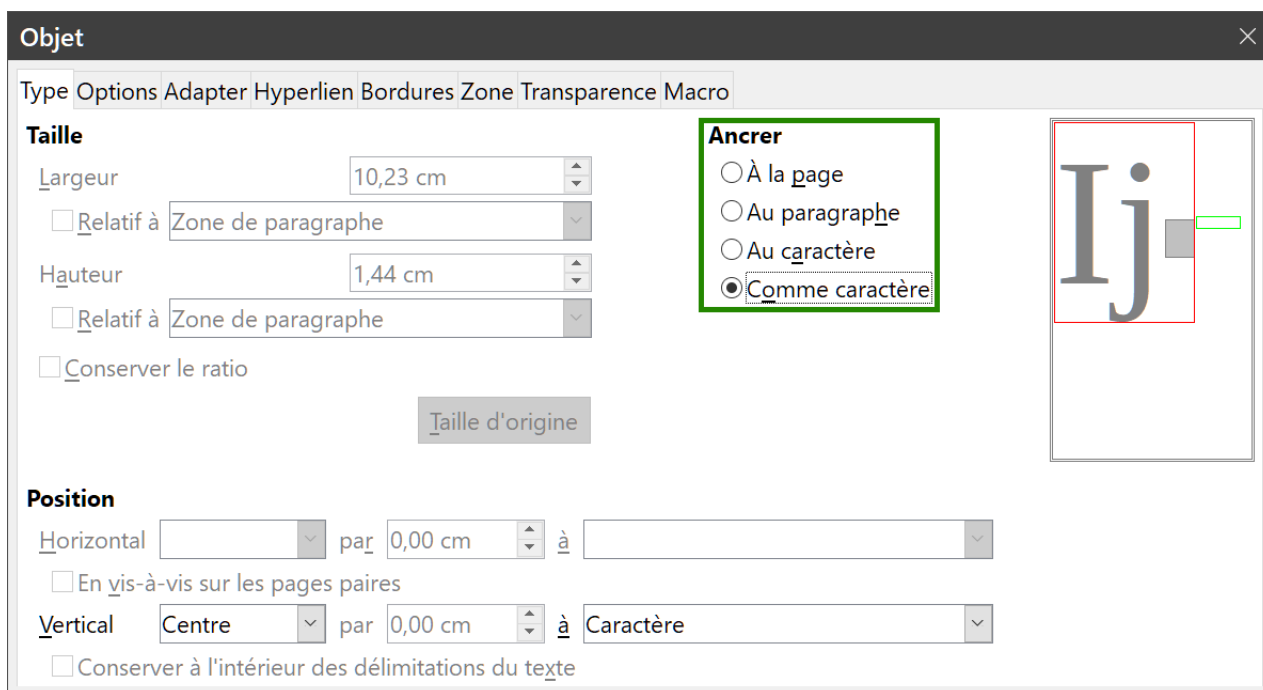 Objet
Type Options Adapter Hyperlien Bordures Zone Transparence Macro
Taille
Largeur 10,23 cm
Relatif à Zone de paragraphe
Hauteur 1,44 cm
Relatif à Zone de paragraphe
Conserver le ratio
Taille d'origine
Ancrer
À la page
Au paragraphe
Au caractère
Comme caractère
Ij
Position
Horizontal par 0,00 cm à
En vis-à-vis sur les pages paires
Vertical Centre par 0,00 cm à Caractère
Conserver à l'intérieur des délimitations du texte